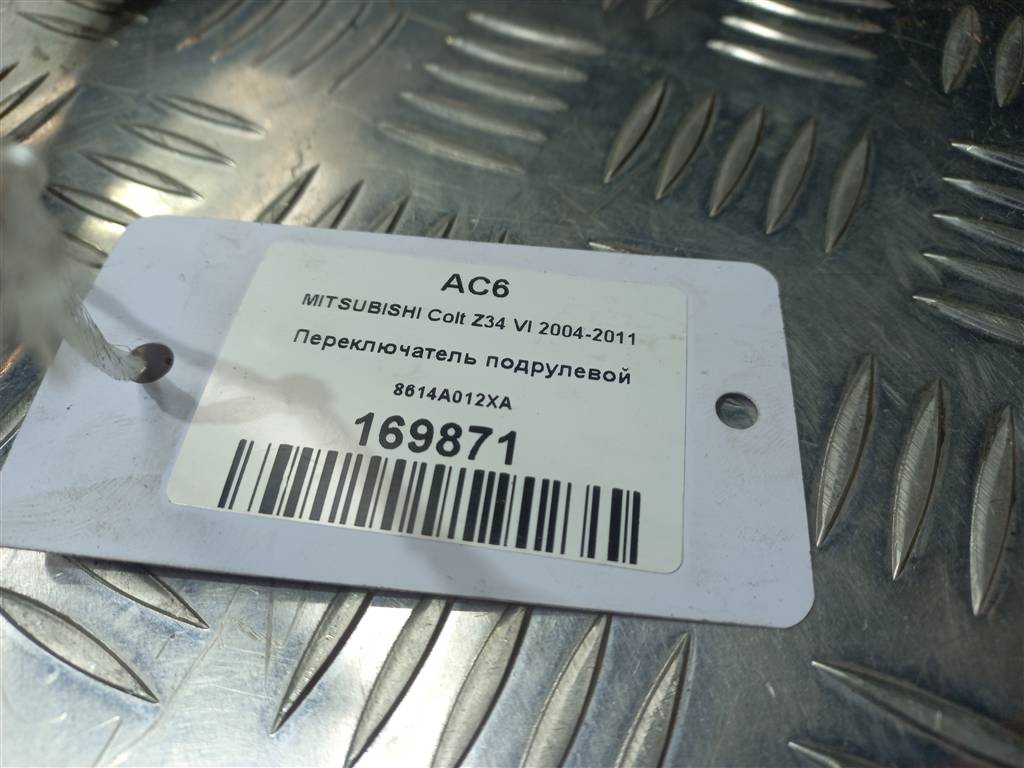 AC6
MITSUBISHI Colt Z34 VI 2004-2011
Переключатель подрулевой
8614A012XA
169871